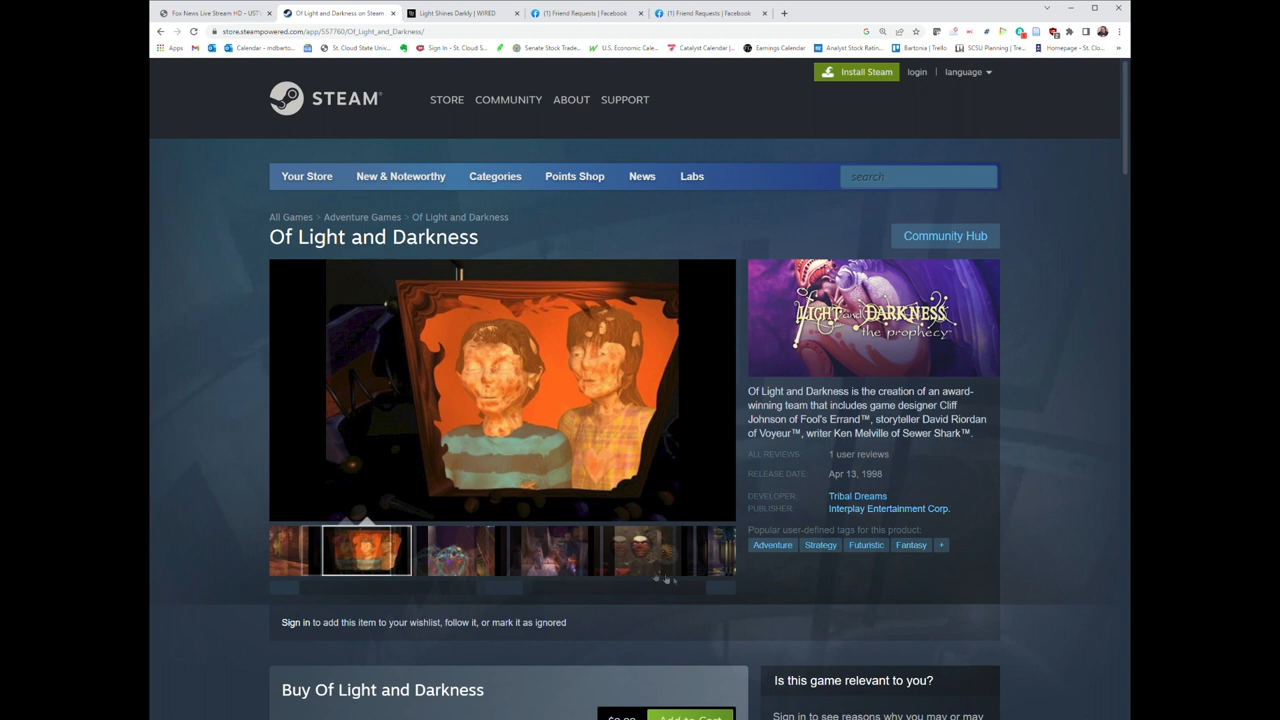 Fox News Live Stream HD - USTV
Of Light and Darkness on Steam
Light Shines Darkly | WIRED
(1) Friend Requests | Facebook
(1) Friend Requests | Facebook
store.steampowered.com/app/557760/Of_Light_and_Darkness/
Apps
Calendar - mdbarto...
St. Cloud State Univ...
Sign In - St. Cloud S...
Senate Stock Trade...
U.S. Economic Cale...
Catalyst Calendar |...
Earnings Calendar
Analyst Stock Ratin...
Bartonia | Trello
SCSU Planning | Tre...
Homepage - St. Clo...
Install Steam
login
language
STEAM
STORE
COMMUNITY
ABOUT
SUPPORT
Your Store
New & Noteworthy
Categories
Points Shop
News
Labs
search
All Games > Adventure Games > Of Light and Darkness
Of Light and Darkness
Community Hub
of LIGHT and DARKNESS
the prophecy
Of Light and Darkness is the creation of an award-
winning team that includes game designer Cliff
Johnson of Fool's Errand™, storyteller David Riordan
of Voyeur™, writer Ken Melville of Sewer Shark™.
ALL REVIEWS: 1 user reviews
RELEASE DATE: Apr 13, 1998
DEVELOPER: Tribal Dreams
PUBLISHER: Interplay Entertainment Corp.
Popular user-defined tags for this product:
Adventure
Strategy
Futuristic
Fantasy
+
Sign in to add this item to your wishlist, follow it, or mark it as ignored
Buy Of Light and Darkness
Add to Cart
Is this game relevant to you?
Sign in to see reasons why you may or may